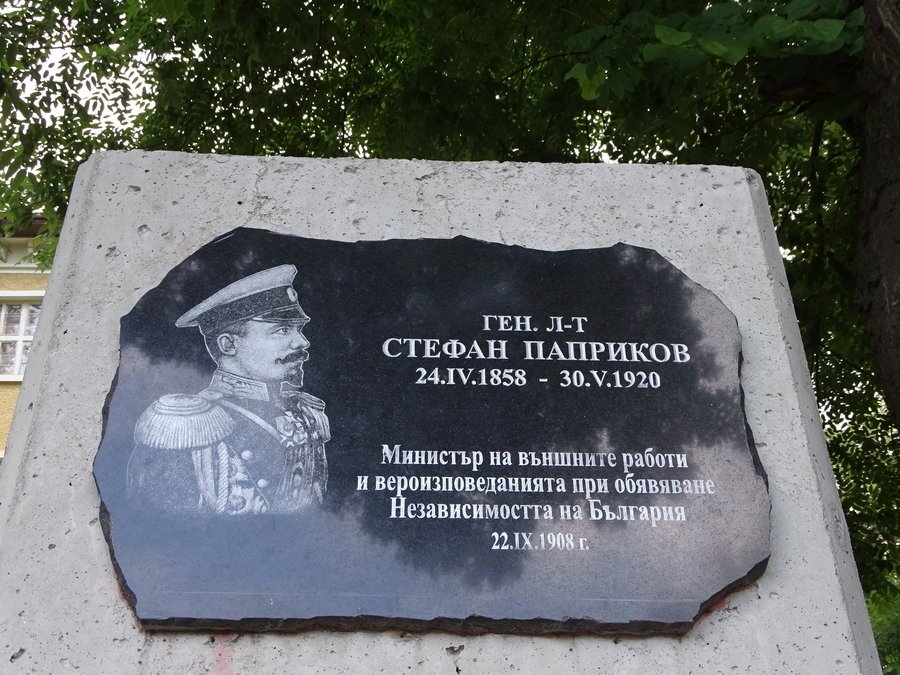 ГЕН. Л-Т
СТЕФАН ПАПРИКОВ
24.IV.1858 - 30.V.1920
Министър на външните работи
и вероизповеданията при обявяване
Независимостта на България
22.IX.1908 г.